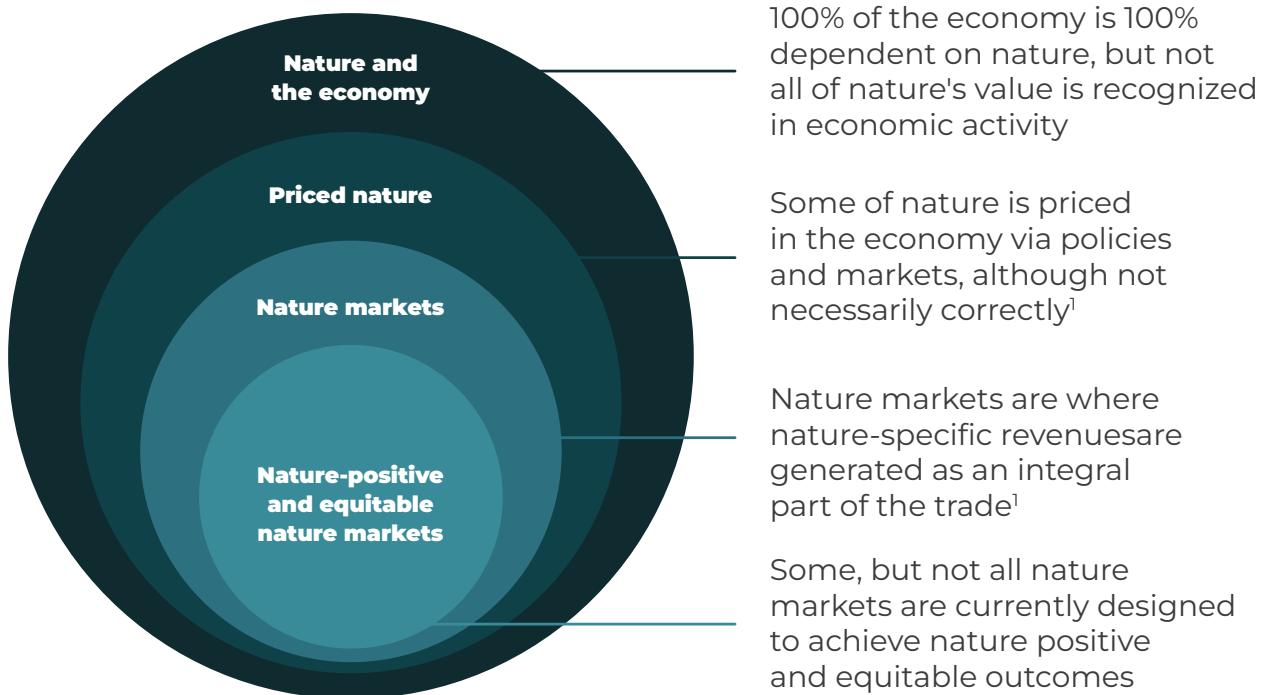 Nature and
the economy
100% of the economy is 100%
dependent on nature, but not
all of nature's value is recognized
in economic activity
Priced nature
Some of nature is priced
in the economy via policies
and markets, although not
necessarily correctly¹
Nature markets
Nature markets are where
nature-specific revenuesare
generated as an integral
part of the trade¹
Nature-positive
and equitable
nature markets
Some, but not all nature
markets are currently designed
to achieve nature positive
and equitable outcomes